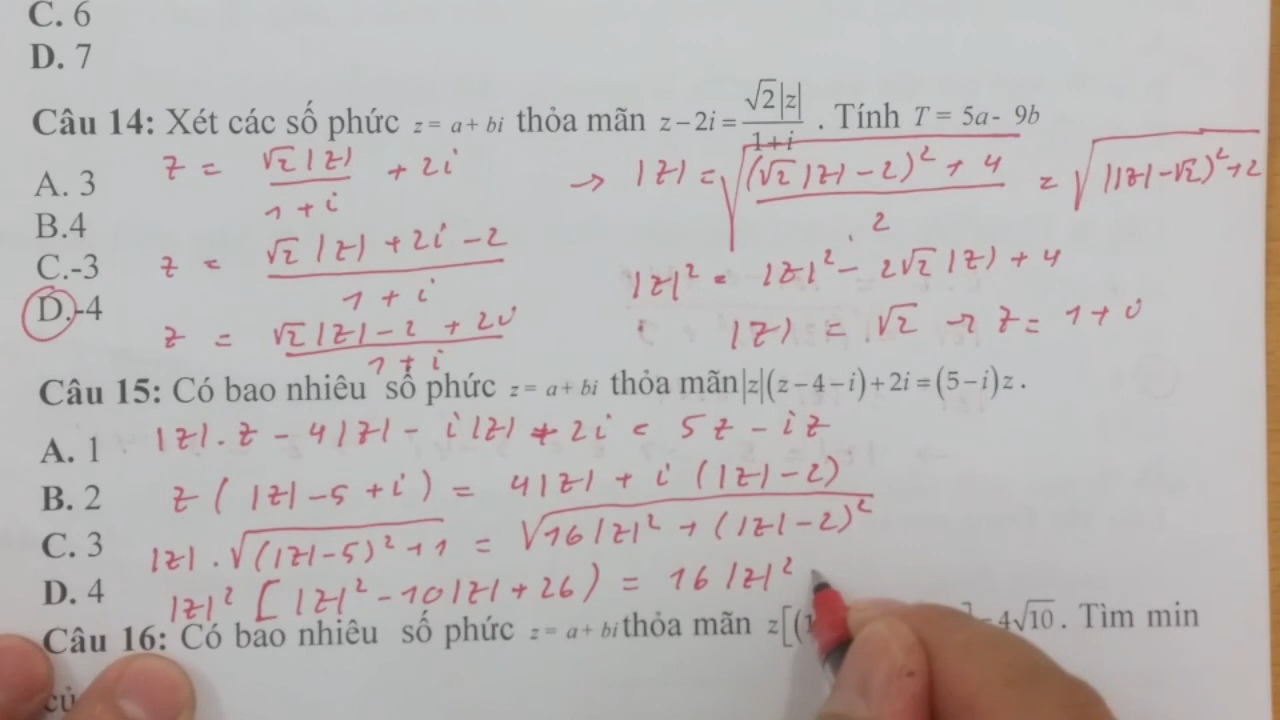 C. 6
D. 7
Câu 14: Xét các số phức z = a + bi thỏa mãn z − 2i = √2|z| / 1+i . Tính T = 5a - 9b
z = √2|z| / 1+i + 2i
→ |z| = √((√2|z| − 2)² + 4 / 2) = √((|z| − √2)² + 2
A. 3
B.4
z = √2|z| + 2i − 2 / 1 + i
|z|² = |z|² − 2√2|z| + 4
C.-3
D.-4
z = √2|z| − 2 + 2i / 1 + i
|z| = √2 → z = 1 + i
Câu 15: Có bao nhiêu số phức z = a + bi thỏa mãn |z|(z − 4 − i) + 2i = (5 − i)z .
|z|.z − 4|z| − i|z| + 2i = 5z − iz
A. 1
z(|z| − 5 + i) = 4|z| + i(|z| − 2)
B. 2
|z|.√((|z| − 5)² + 1) = √(16|z|² + (|z| − 2)²)
C. 3
|z|²[|z|² − 10|z| + 26) = 16|z|²
D. 4
Câu 16: Có bao nhiêu số phức z = a + bi thỏa mãn z[(1 4√10 . Tìm min